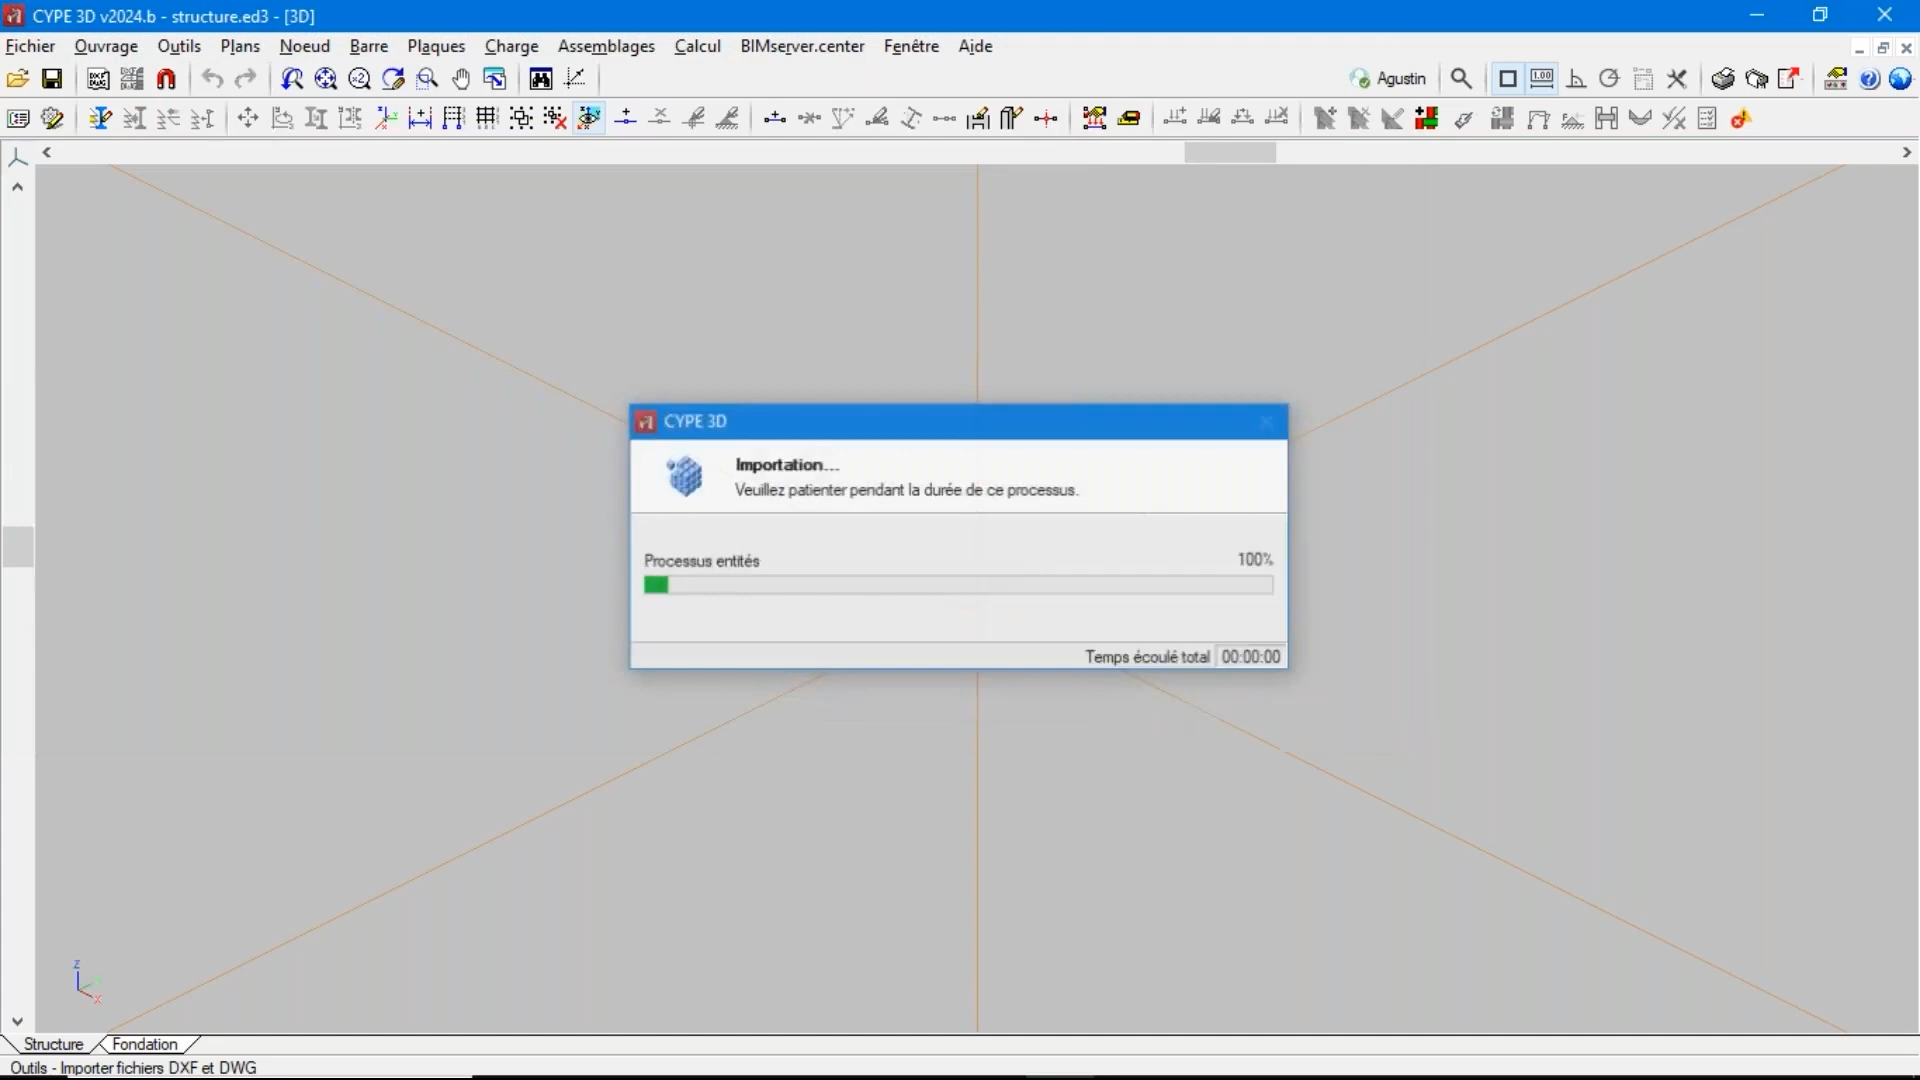 CYPE 3D v2024.b - structure.ed3 - [3D]
Fichier Ouvrage Outils Plans Noeud Barre Plaques Charge Assemblages Calcul BIMserver.center Fenêtre Aide
Agustin
CYPE 3D
Importation...
Veuillez patienter pendant la durée de ce processus.
Processus entités 100%
Temps écoulé total 00:00:00
z
x
Structure Fondation
Outils - Importer fichiers DXF et DWG